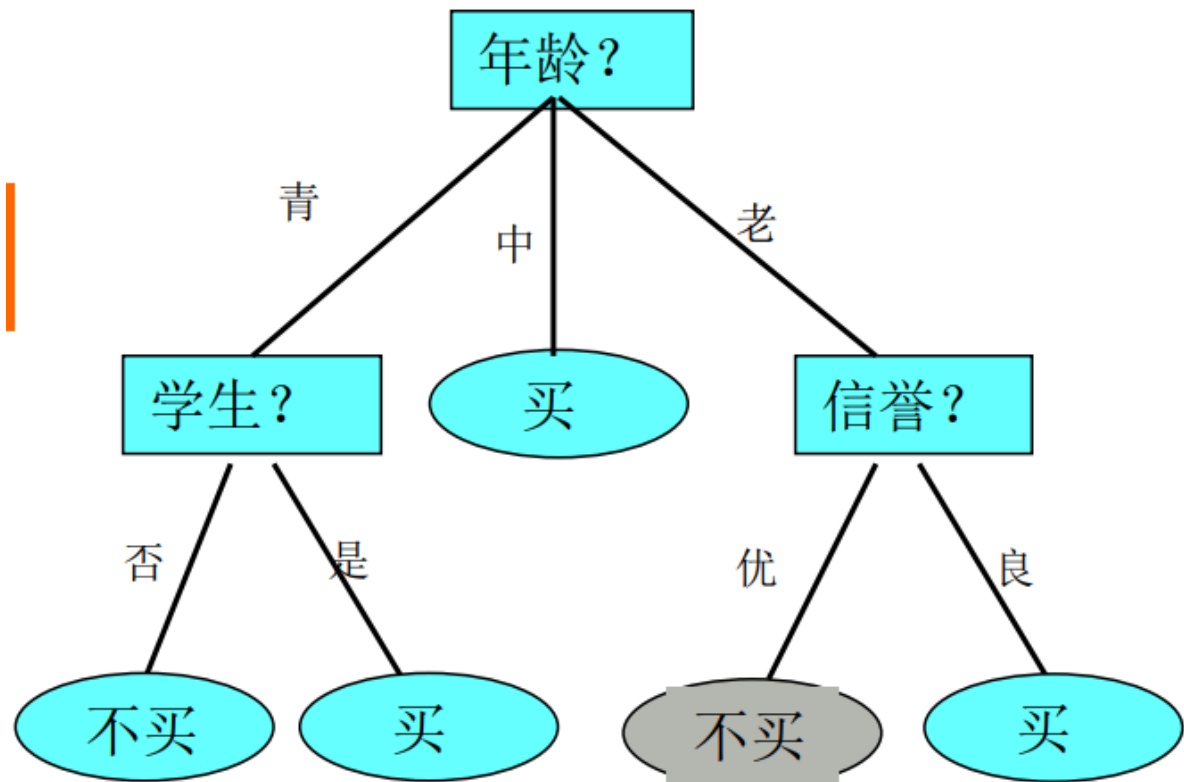 年龄？
青
中
老
学生？
买
信誉？
否
是
优
良
不买
买
不买
买